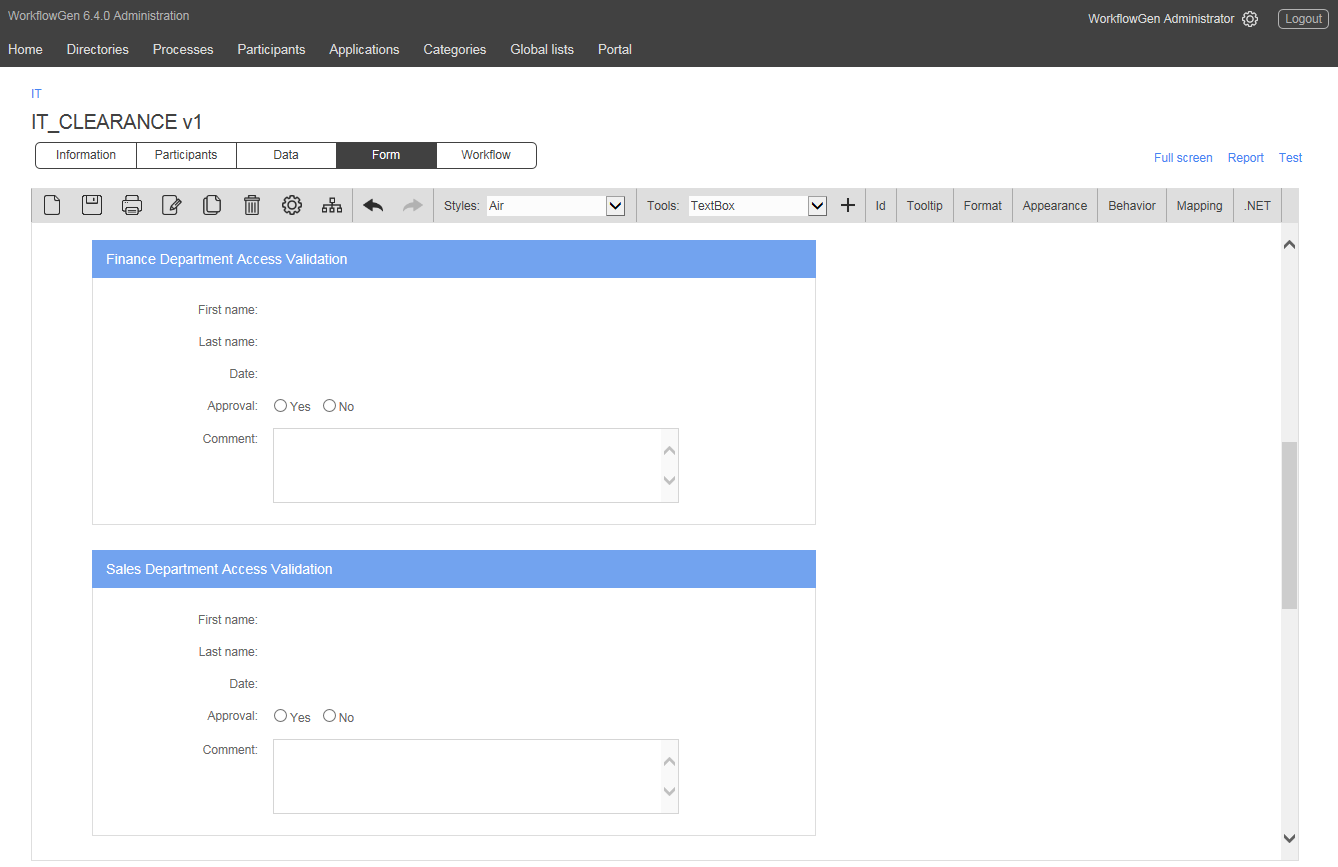 WorkflowGen 6.4.0 Administration
WorkflowGen Administrator Logout
Home Directories Processes Participants Applications Categories Global lists Portal
IT
IT_CLEARANCE v1
Information Participants Data Form Workflow
Full screen Report Test
Styles: Air Tools: TextBox Id Tooltip Format Appearance Behavior Mapping .NET
Finance Department Access Validation
First name:
Last name:
Date:
Approval: Yes No
Comment:
Sales Department Access Validation
First name:
Last name:
Date:
Approval: Yes No
Comment: